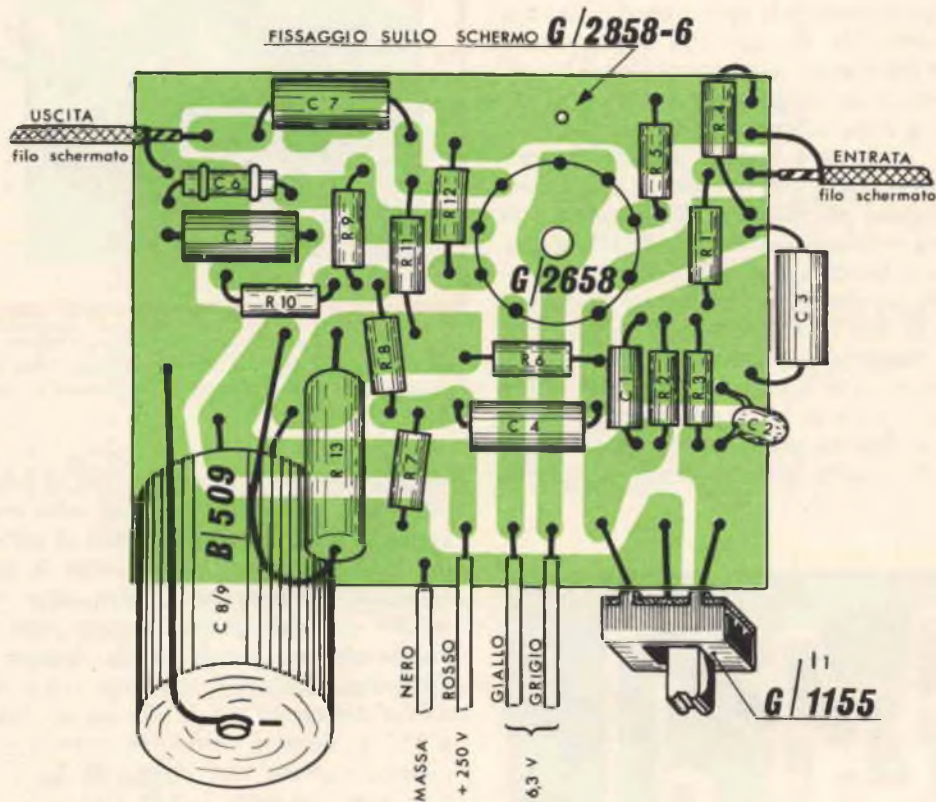 FISSAGGIO SULLO SCHERMO G/2858-6
USCITA
filo schermato
ENTRATA
filo schermato
C 7
R 5
R 4
C 6
R 12
R 9
R 11
R 1
C 5
G/2658
C 3
R 10
R 8
R 6
C 1
R 2
R 3
C 2
C 4
R 13
R 7
C 8/9 B/509
MASSA NERO
+ 250 V ROSSO
GIALLO
GRIGIO
6,3 V
I1
G/1155